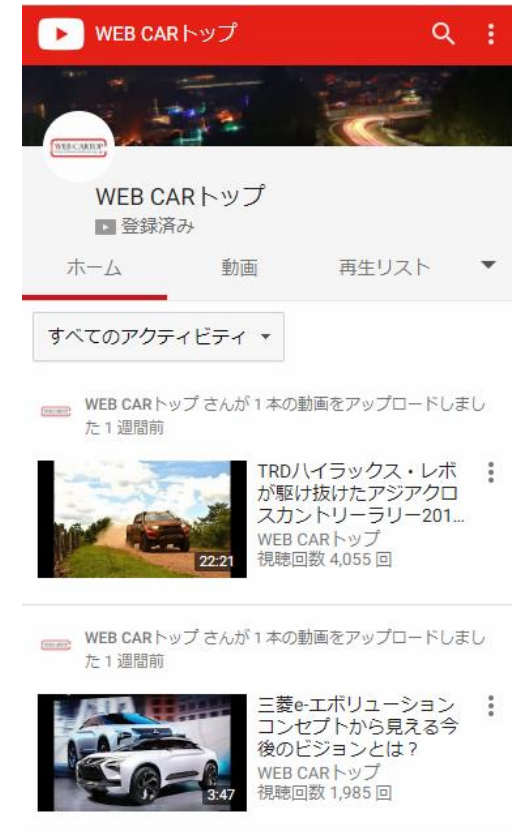 WEB CARトップ
WEB-CARTOP
WEB CARトップ
登録済み
ホーム 動画 再生リスト
すべてのアクティビティ
WEB CARトップ さんが 1 本の動画をアップロードしまし
た 1 週間前
TRDハイラックス・レボ
が駆け抜けたアジアクロ
スカントリーラリー201...
WEB CARトップ
視聴回数 4,055 回
22:21
WEB CARトップ さんが 1 本の動画をアップロードしまし
た 1 週間前
三菱e-エボリューション
コンセプトから見える今
後のビジョンとは？
WEB CARトップ
視聴回数 1,985 回
3:47